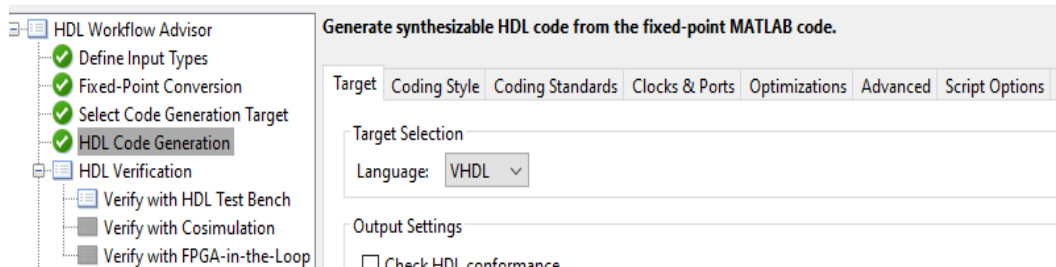 HDL Workflow Advisor
Define Input Types
Fixed-Point Conversion
Select Code Generation Target
HDL Code Generation
HDL Verification
Verify with HDL Test Bench
Verify with Cosimulation
Verify with FPGA-in-the-Loop
Generate synthesizable HDL code from the fixed-point MATLAB code.
Target Coding Style Coding Standards Clocks & Ports Optimizations Advanced Script Options
Target Selection
Language: VHDL
Output Settings
Check HDL conformance